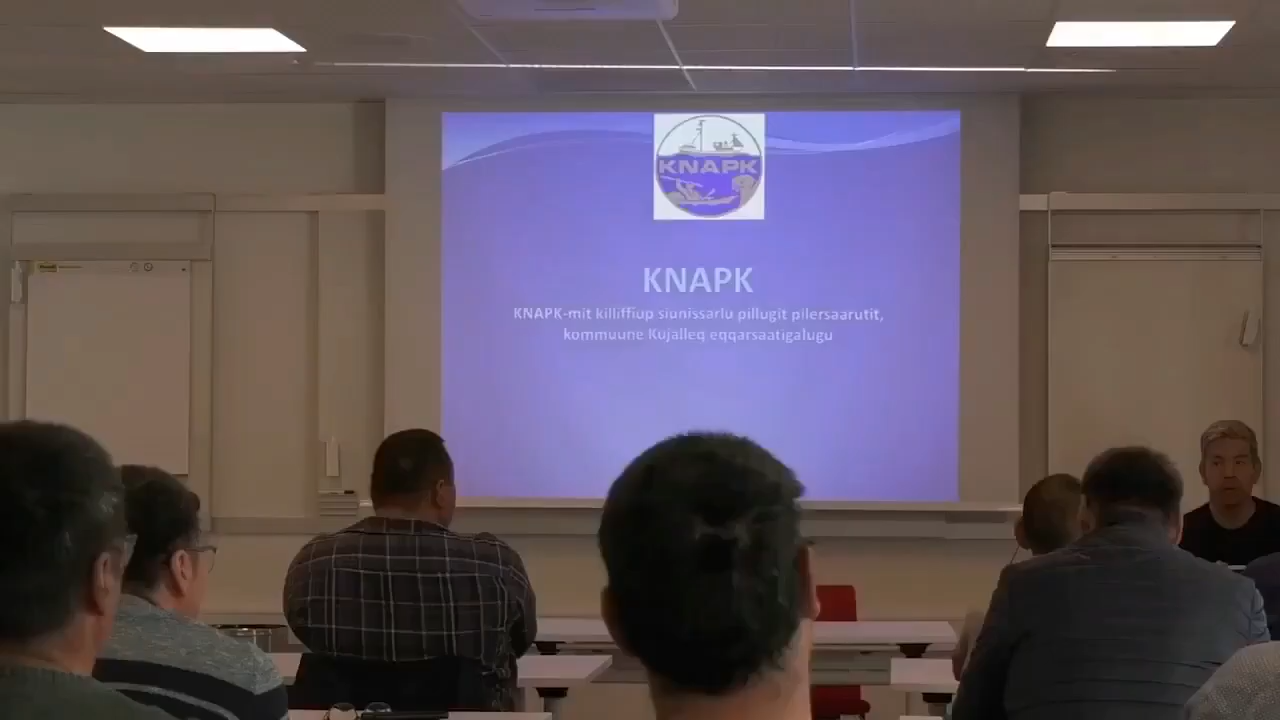 KNAPK
KNAPK
KNAPK-mit killiffiup siunissarlu pillugit pilersaarutit,
kommuune Kujalleq eqqarsaatigalugu